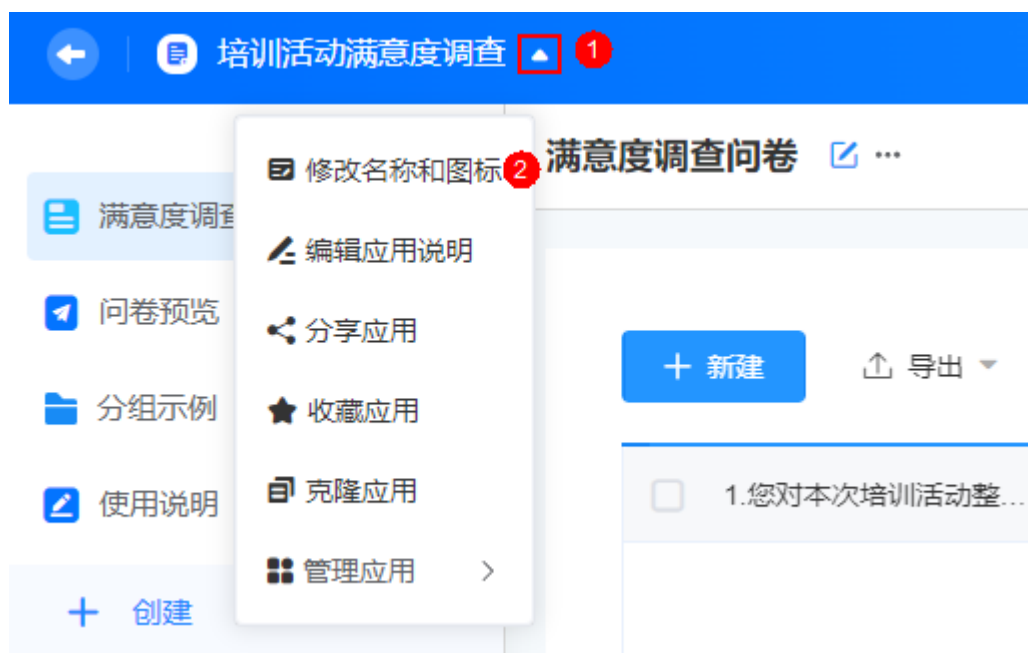 培训活动满意度调查 1
修改名称和图标 2
满意度调查问卷 ...
满意度调查
编辑应用说明
问卷预览
分享应用
+ 新建
导出
分组示例
收藏应用
使用说明
克隆应用
1.您对本次培训活动整...
管理应用 >
+ 创建